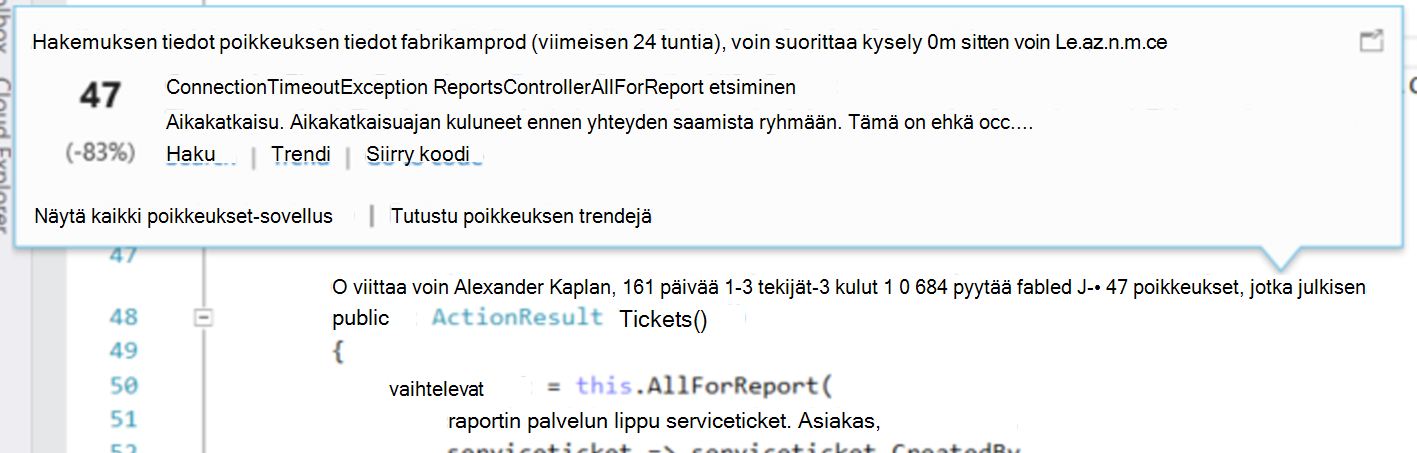 Hakemuksen tiedot poikkeuksen tiedot fabrikamprod (viimeisen 24 tuntia), voin suorittaa kysely 0m sitten voin Le.az.n.m.ce
47 ConnectionTimeoutException ReportsControllerAllForReport etsiminen
Aikakatkaisu. Aikakatkaisuajan kuluneet ennen yhteyden saamista ryhmään. Tämä on ehkä occ....
(-83%) Haku | Trendi | Siirry koodi
Näytä kaikki poikkeukset-sovellus | Tutustu poikkeuksen trendejä
Cloud Explorer
47
O viittaa voin Alexander Kaplan, 161 päivää 1-3 tekijät-3 kulut 1 0 684 pyytää fabled J-• 47 poikkeukset, jotka julkisen
48 public ActionResult Tickets()
49 {
50 vaihtelevat = this.AllForReport(
51 raportin palvelun lippu serviceticket. Asiakas,
52 serviceticket => serviceticket.CreatedBy